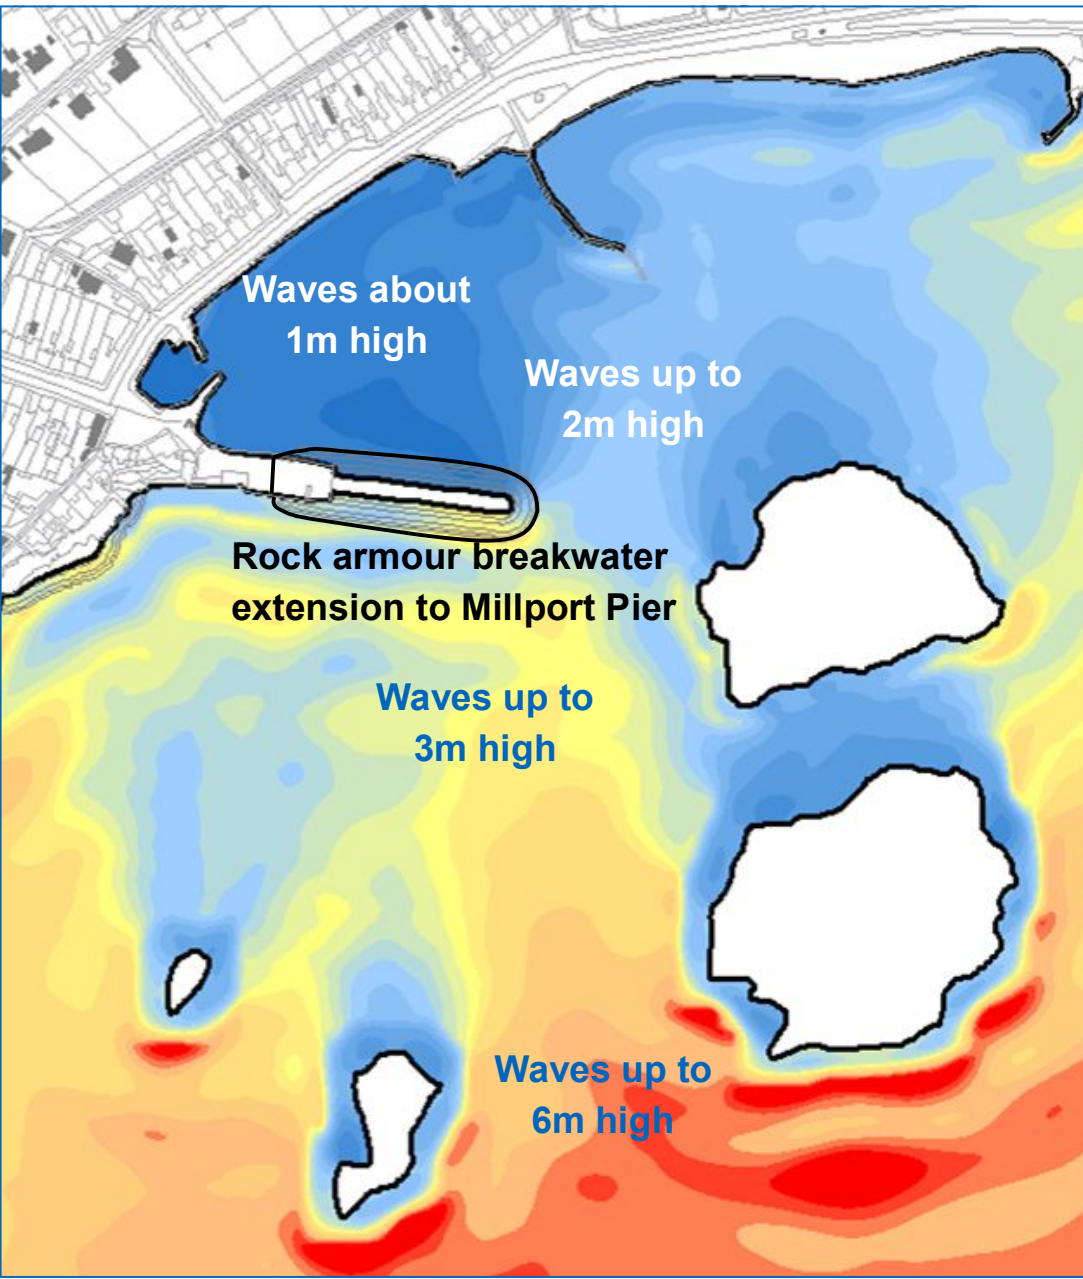 Waves about
1m high
Waves up to
2m high
Rock armour breakwater
extension to Millport Pier
Waves up to
3m high
Waves up to
6m high